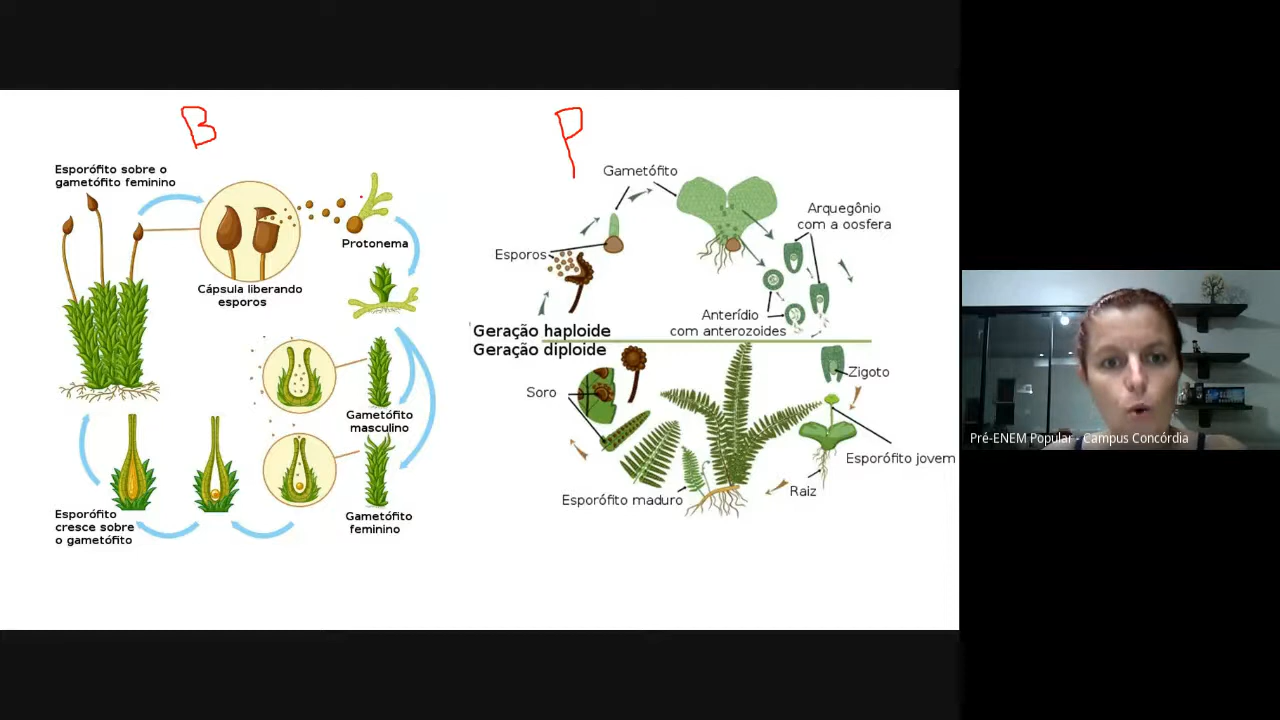 B
P
Esporófito sobre o
gametófito feminino
Protonema
Cápsula liberando
esporos
Gametófito
masculino
Gametófito
feminino
Esporófito
cresce sobre
o gametófito
Gametófito
Arquegônio
com a oosfera
Esporos
Anterídio
com anterozoides
Geração haploide
Geração diploide
Zigoto
Soro
Esporófito jovem
Raiz
Esporófito maduro
Pré-ENEM Popular - Campus Concórdia